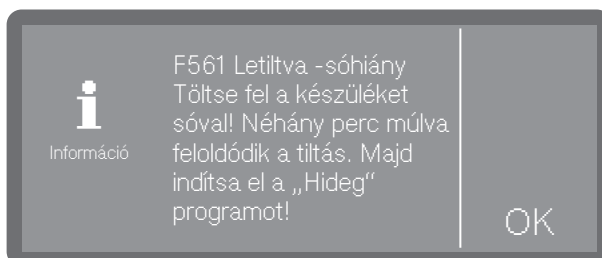 F561 Letiltva -sóhiány
Töltse fel a készüléket
sóval! Néhány perc múlva
feloldódik a tiltás. Majd
indítsa el a „Hideg“
programot!
Információ
OK